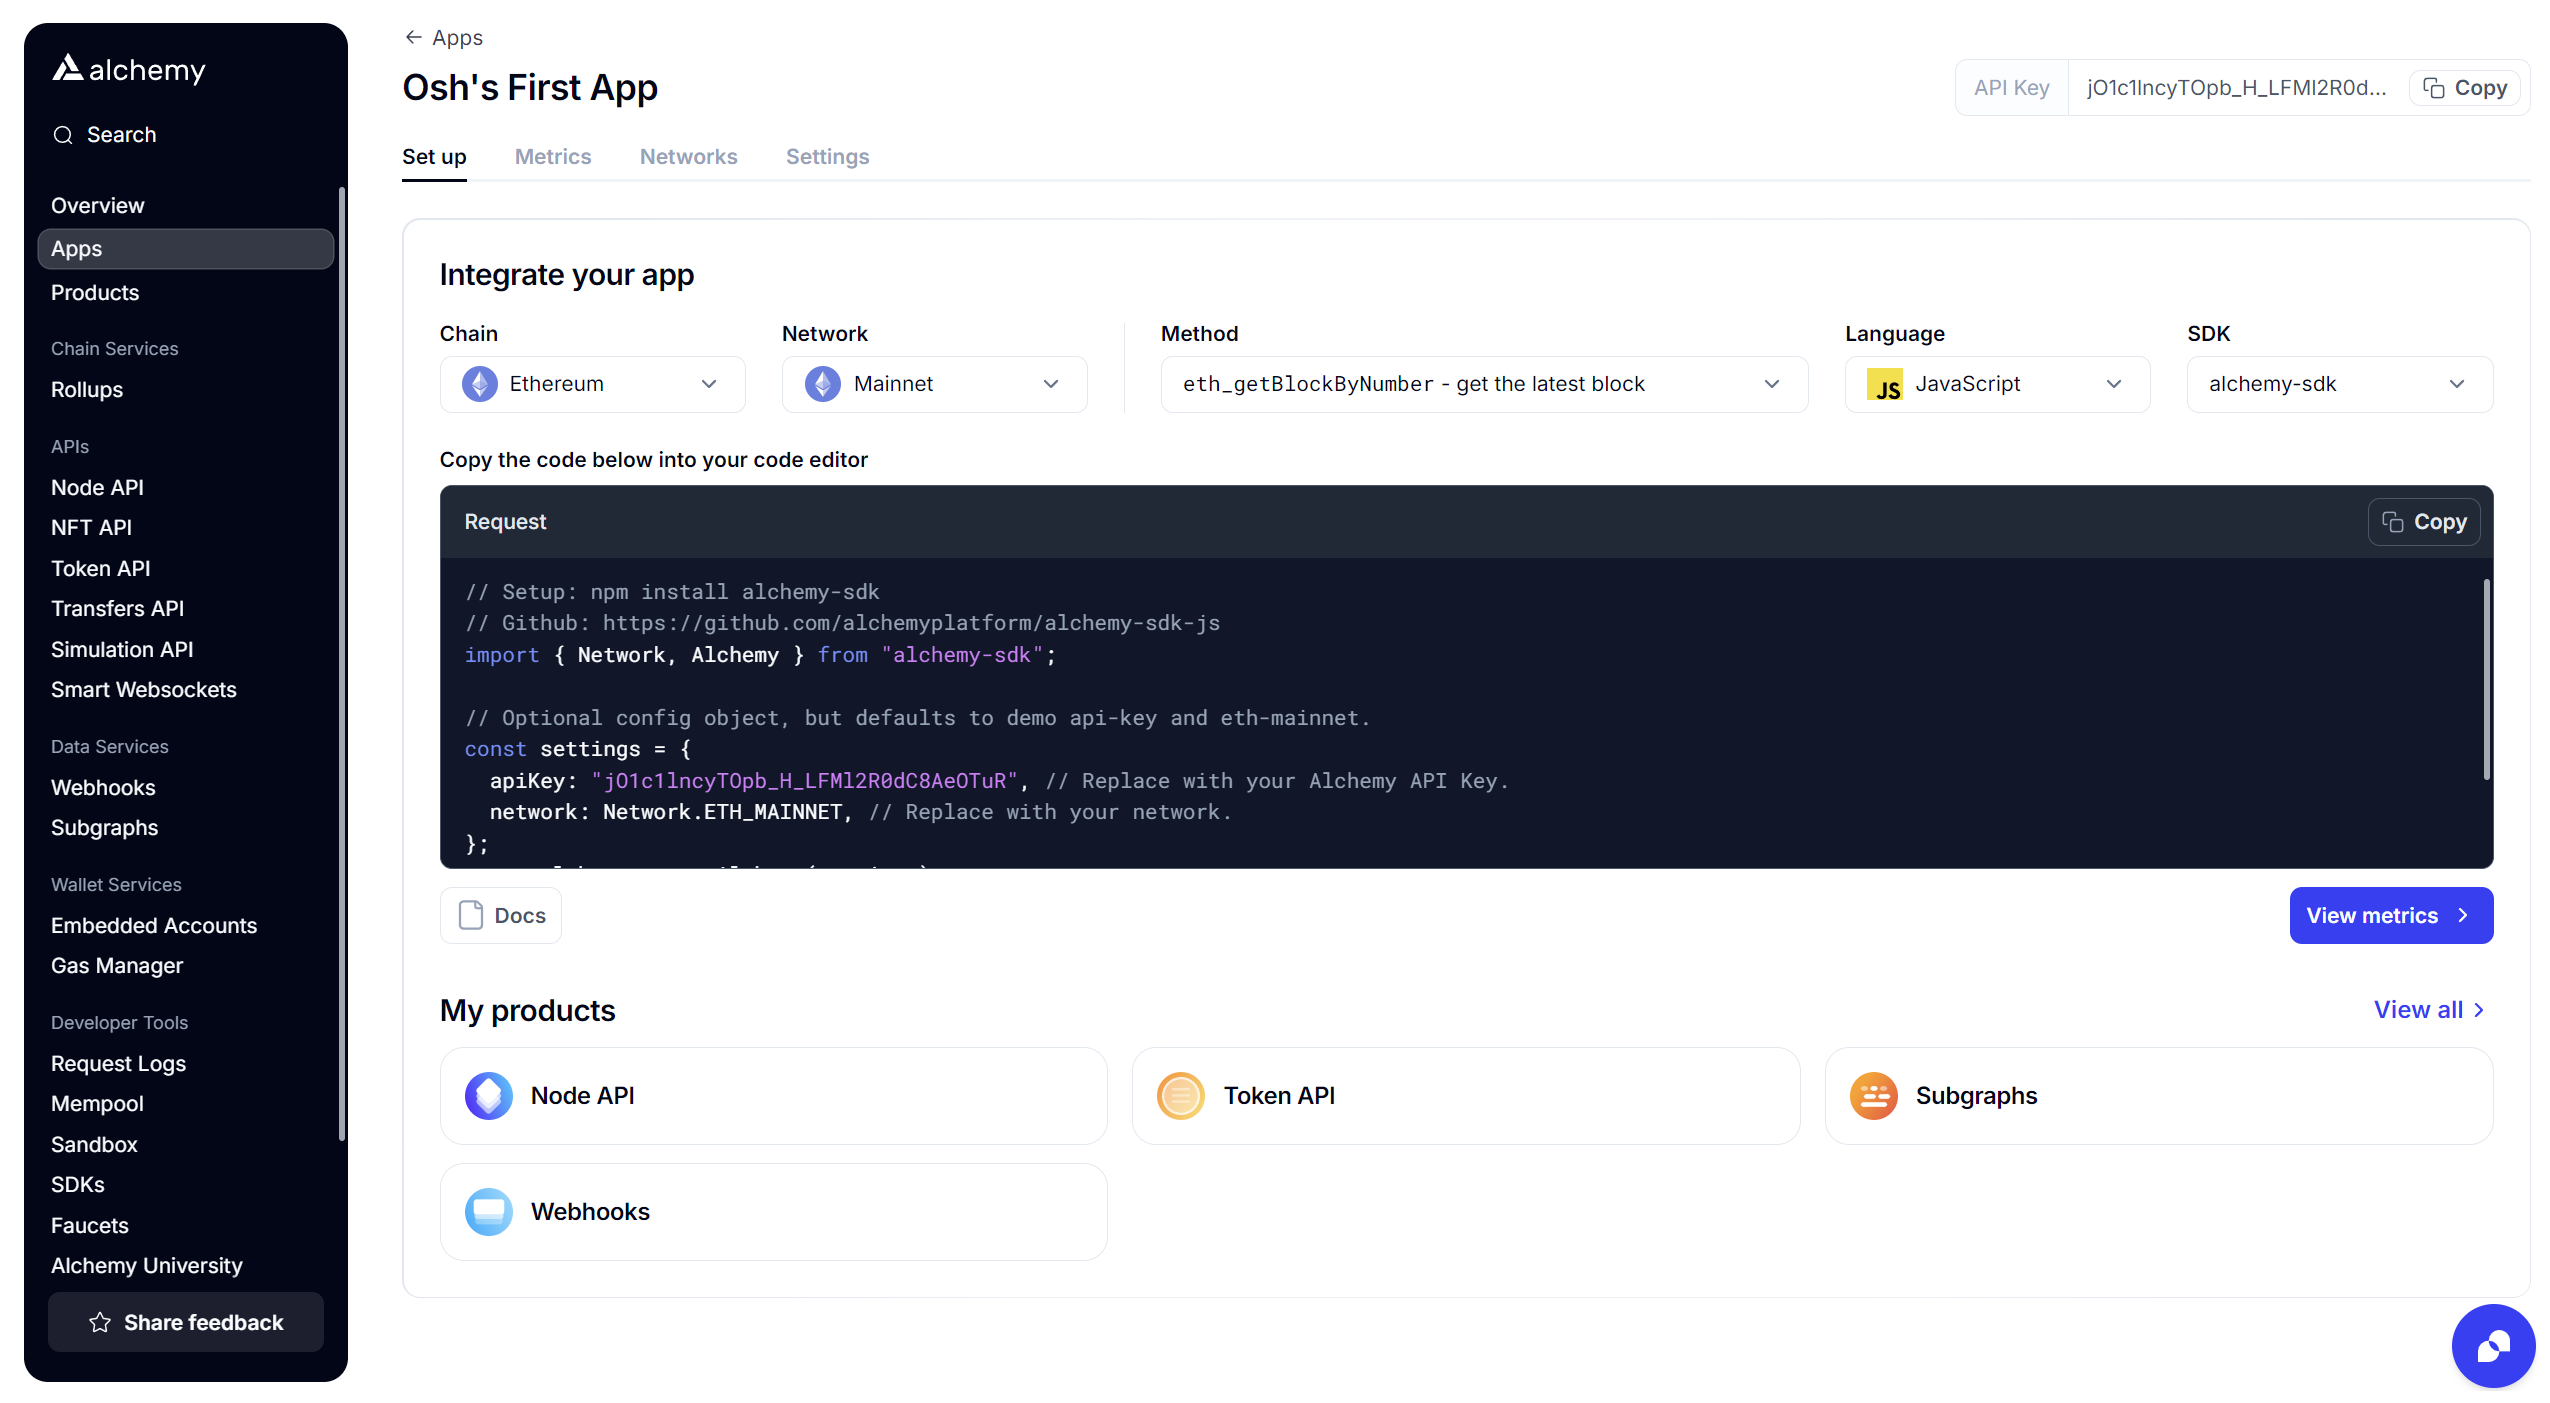 alchemy
Search
Overview
Apps
Products
Chain Services
Rollups
APIs
Node API
NFT API
Token API
Transfers API
Simulation API
Smart Websockets
Data Services
Webhooks
Subgraphs
Wallet Services
Embedded Accounts
Gas Manager
Developer Tools
Request Logs
Mempool
Sandbox
SDKs
Faucets
Alchemy University
Share feedback
← Apps
Osh's First App
API Key jO1c1lncyTOpb_H_LFMl2R0d... Copy
Set up Metrics Networks Settings
Integrate your app
Chain Network Method Language SDK
Ethereum Mainnet eth_getBlockByNumber - get the latest block JS JavaScript alchemy-sdk
Copy the code below into your code editor
Request Copy
// Setup: npm install alchemy-sdk
// Github: https://github.com/alchemyplatform/alchemy-sdk-js
import { Network, Alchemy } from "alchemy-sdk";
// Optional config object, but defaults to demo api-key and eth-mainnet.
const settings = {
apiKey: "jO1c1lncyTOpb_H_LFMl2R0dC8AeOTuR", // Replace with your Alchemy API Key.
network: Network.ETH_MAINNET, // Replace with your network.
};
Docs View metrics
My products View all
Node API Token API Subgraphs
Webhooks